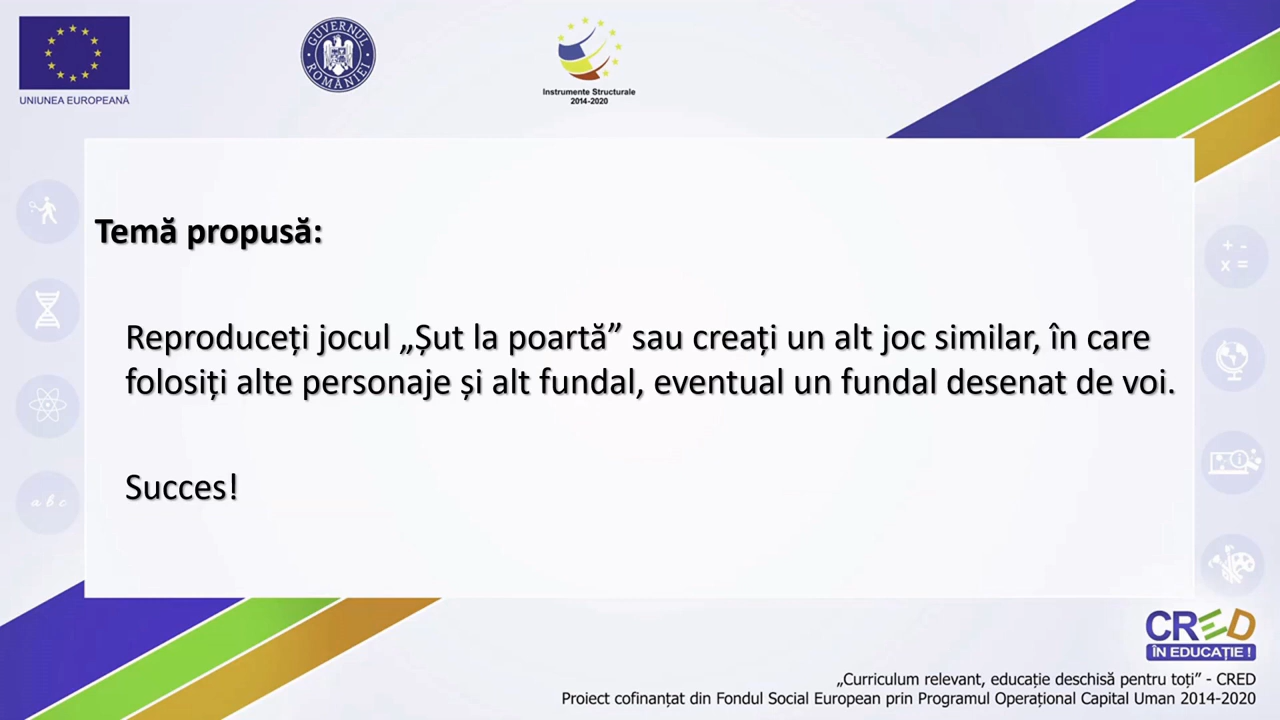 UNIUNEA EUROPEANĂ
GUVERNUL ROMÂNIEI
Instrumente Structurale
2014-2020
Temă propusă:
Reproduceți jocul „Șut la poartă” sau creați un alt joc similar, în care
folosiți alte personaje și alt fundal, eventual un fundal desenat de voi.
Succes!
a b c
+ -
x =
CRED
ÎN EDUCAȚIE !
„Curriculum relevant, educație deschisă pentru toți” - CRED
Proiect cofinanțat din Fondul Social European prin Programul Operațional Capital Uman 2014-2020